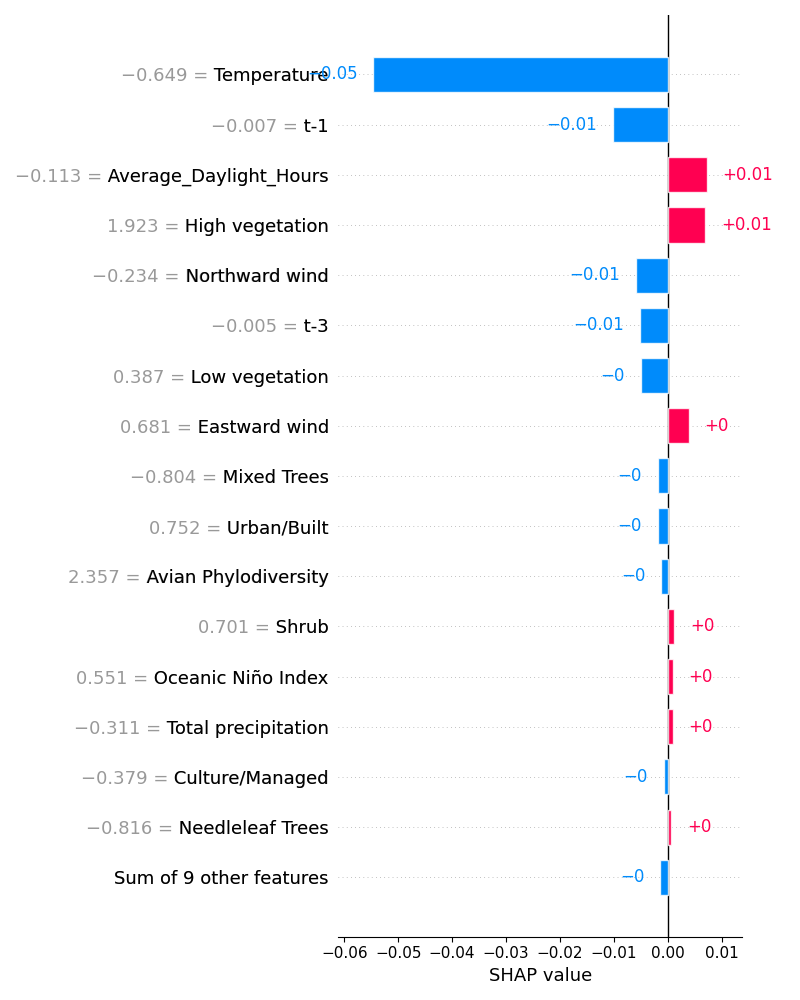 −0.649 = Temperature −0.05
−0.007 = t-1 −0.01
−0.113 = Average_Daylight_Hours +0.01
1.923 = High vegetation +0.01
−0.234 = Northward wind −0.01
−0.005 = t-3 −0.01
0.387 = Low vegetation −0
0.681 = Eastward wind +0
−0.804 = Mixed Trees −0
0.752 = Urban/Built −0
2.357 = Avian Phylodiversity −0
0.701 = Shrub +0
0.551 = Oceanic Niño Index +0
−0.311 = Total precipitation +0
−0.379 = Culture/Managed −0
−0.816 = Needleleaf Trees +0
Sum of 9 other features −0
−0.06 −0.05 −0.04 −0.03 −0.02 −0.01 0.00 0.01
SHAP value